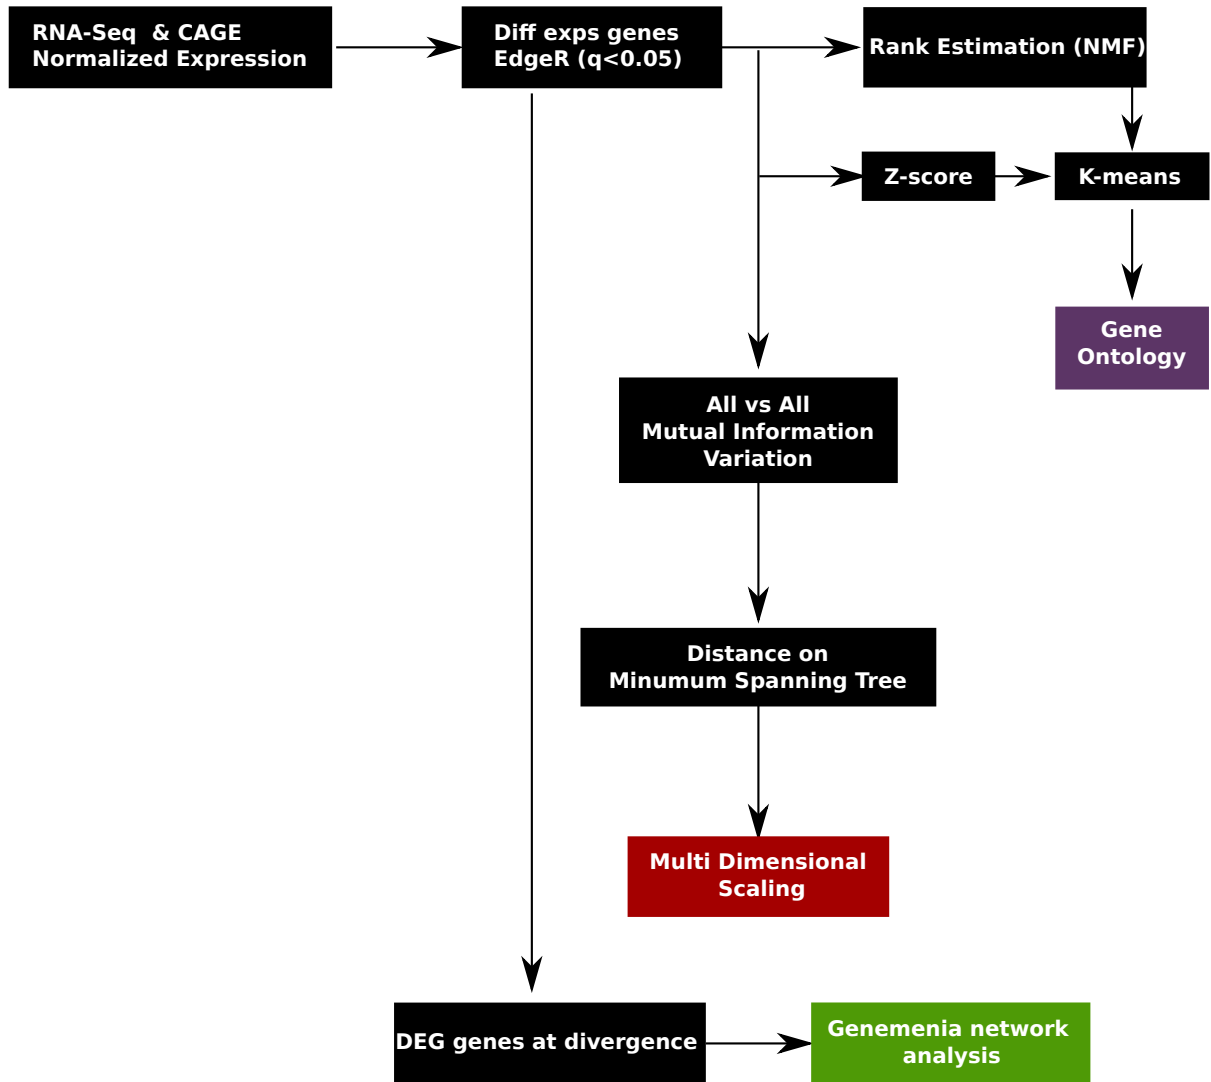 RNA-Seq & CAGE
Normalized Expression
Diff exps genes
EdgeR (q<0.05)
Rank Estimation (NMF)
Z-score
K-means
Gene
Ontology
All vs All
Mutual Information
Variation
Distance on
Minumum Spanning Tree
Multi Dimensional
Scaling
DEG genes at divergence
Genemenia network
analysis